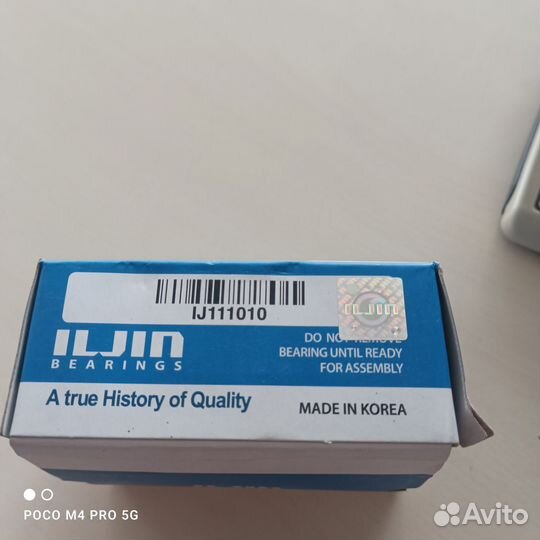 IJ111010
ILJIN
ILJIN
BEARINGS
DO NOT REMOVE
BEARING UNTIL READY
FOR ASSEMBLY
A true History of Quality
MADE IN KOREA
POCO M4 PRO 5G
Avito